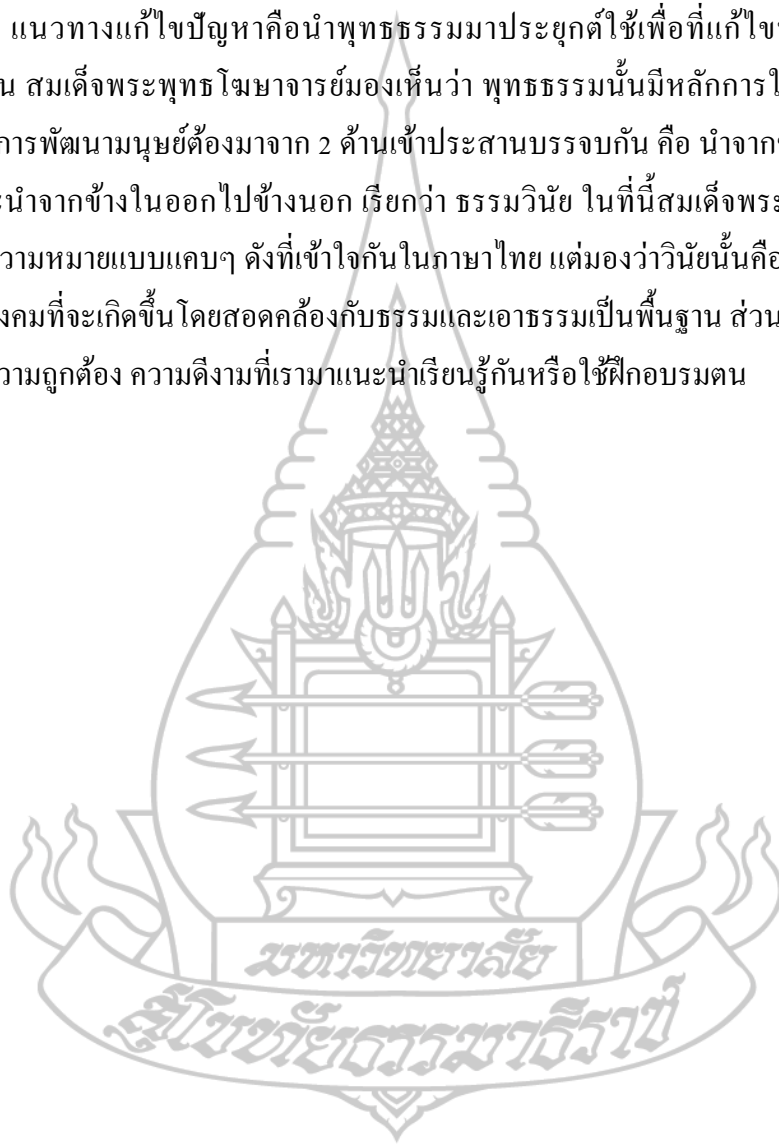 แนวทางแก้ไขปัญหาคือนำพุทธธรรมมาประยุกต์ใช้เพื่อที่แก้ไข
น สมเด็จพระพุทธโฆษาจารย์มองเห็นว่า พุทธธรรมนั้นมีหลักการใ
การพัฒนามนุษย์ต้องมาจาก 2 ด้านเข้าประสานบรรจบกัน คือ นำจาก
ะนำจากข้างในออกไปข้างนอก เรียกว่า ธรรมวินัย ในที่นี้สมเด็จพระ
วามหมายแบบแคบๆ ดังที่เข้าใจกันในภาษาไทย แต่มองว่าวินัยนั้นคือ
งคมที่จะเกิดขึ้นโดยสอดคล้องกับธรรมและเอาธรรมเป็นพื้นฐาน ส่วน
วามถูกต้อง ความดีงามที่เรามาแนะนำเรียนรู้กันหรือใช้ฝึกอบรมตน
มหาวิทยาลัย
สุโขทัยธรรมาธิราช